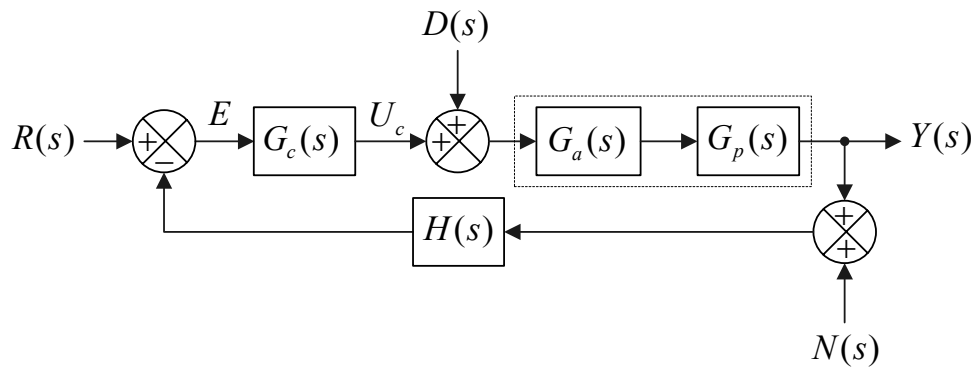 D(s)
R(s)
+
−
E
G_c(s)
U_c
+
+
G_a(s)
G_p(s)
Y(s)
H(s)
+
+
N(s)